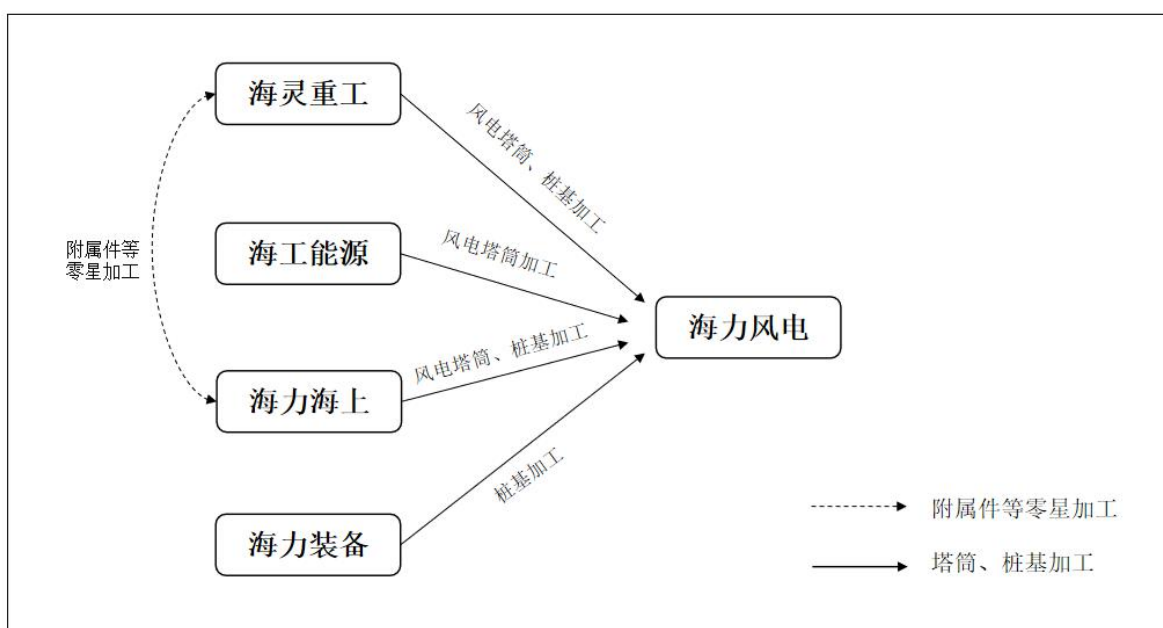 海灵重工
风电塔筒、桩基加工
附属件等
零星加工
海工能源
风电塔筒加工
海力风电
风电塔筒、桩基加工
海力海上
桩基加工
海力装备
附属件等零星加工
塔筒、桩基加工